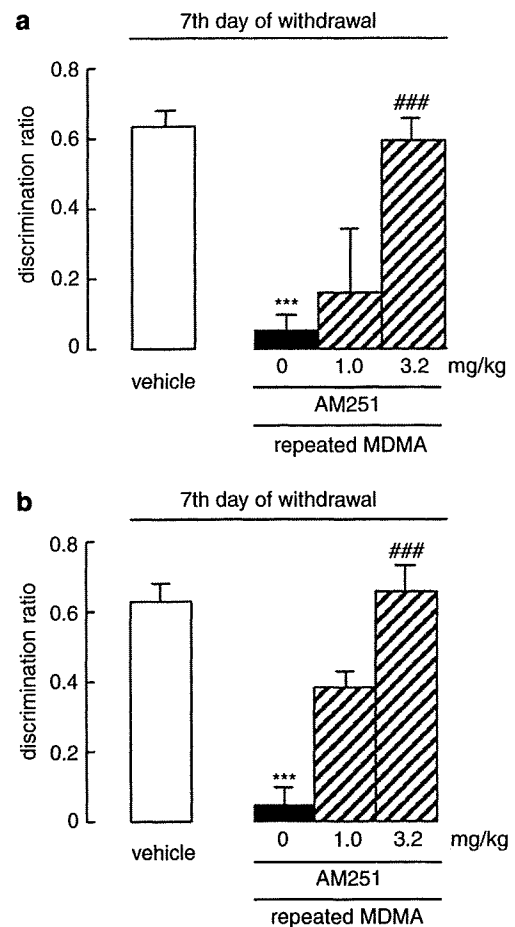 a
7th day of withdrawal
discrimination ratio
0.8
0.6
0.4
0.2
0
***
###
vehicle
0 1.0 3.2 mg/kg
AM251
repeated MDMA
b
7th day of withdrawal
discrimination ratio
0.8
0.6
0.4
0.2
0
***
###
vehicle
0 1.0 3.2 mg/kg
AM251
repeated MDMA